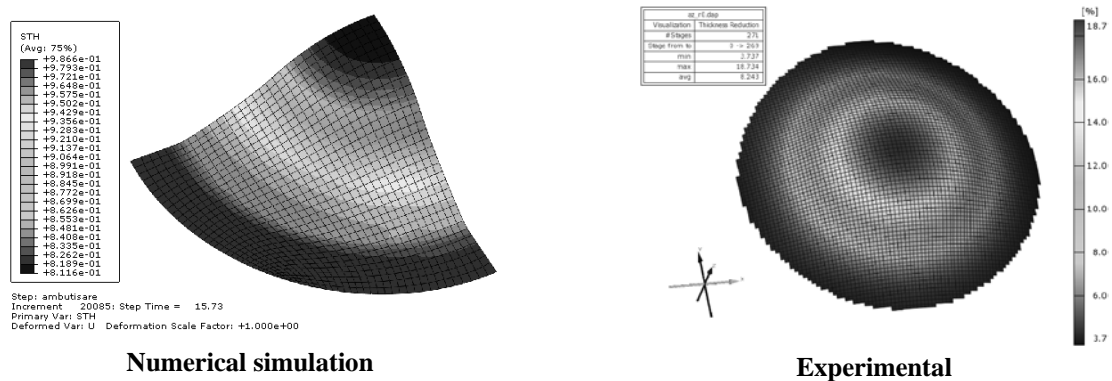 STH
(Avg: 75%)
+9.866e-01
+9.793e-01
+9.721e-01
+9.648e-01
+9.575e-01
+9.502e-01
+9.429e-01
+9.356e-01
+9.283e-01
+9.210e-01
+9.137e-01
+9.064e-01
+8.991e-01
+8.918e-01
+8.845e-01
+8.772e-01
+8.699e-01
+8.626e-01
+8.553e-01
+8.481e-01
+8.408e-01
+8.335e-01
+8.262e-01
+8.189e-01
+8.116e-01
Step: ambutisare
Increment 20085: Step Time = 15.73
Primary Var: STH
Deformed Var: U Deformation Scale Factor: +1.000e+00
Numerical simulation
Visualization Thickness Reduction
#Stages 271
Stage from to
min
max 18.734
avg 8.243
[%]
18.7
16.0
14.0
10.0
8.0
6.0
3.7
Experimental